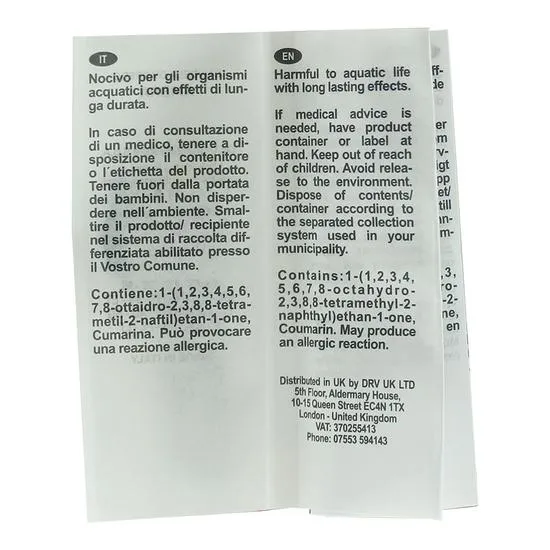 IT
Nocivo per gli organismi
acquatici con effetti di lun-
ga durata.
In caso di consultazione
di un medico, tenere a di-
sposizione il contenitore
o l´etichetta del prodotto.
Tenere fuori dalla portata
dei bambini. Non disper-
dere nell´ambiente. Smal-
tire il prodotto/ recipiente
nel sistema di raccolta dif-
ferenziata abilitato presso
il Vostro Comune.
Contiene:1-(1,2,3,4,5,6,
7,8-ottaidro-2,3,8,8-tetra-
metil-2-naftil)etan-1-one,
Cumarina. Può provocare
una reazione allergica.
EN
Harmful to aquatic life
with long lasting effects.
If medical advice is
needed, have product
container or label at
hand. Keep out of reach
of children. Avoid relea-
se to the environment.
Dispose of contents/
container according to
the separated collection
system used in your
municipality.
Contains:1-(1,2,3,4,
5,6,7,8-octahydro-
2,3,8,8-tetramethyl-2-
naphthyl)ethan-1-one,
Coumarin. May produce
an allergic reaction.
Distributed in UK by DRV UK LTD
5th Floor, Aldermary House,
10-15 Queen Street EC4N 1TX
London - United Kingdom
VAT: 370255413
Phone: 07553 594143